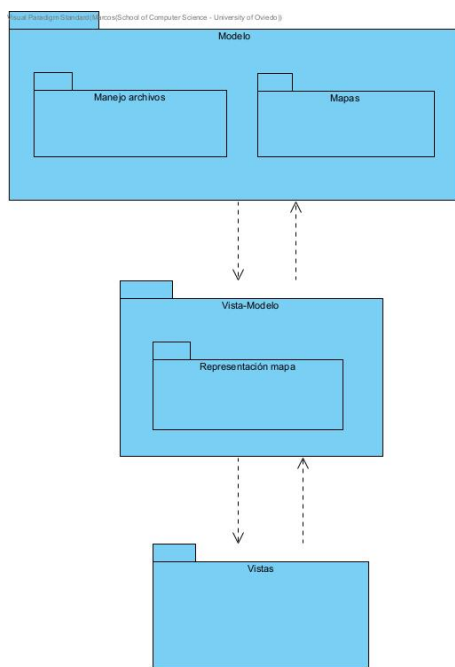 Visual Paradigm Standard(Marcos(School of Computer Science - University of Oviedo))
Modelo
Manejo archivos
Mapas
Vista-Modelo
Representación mapa
Vistas